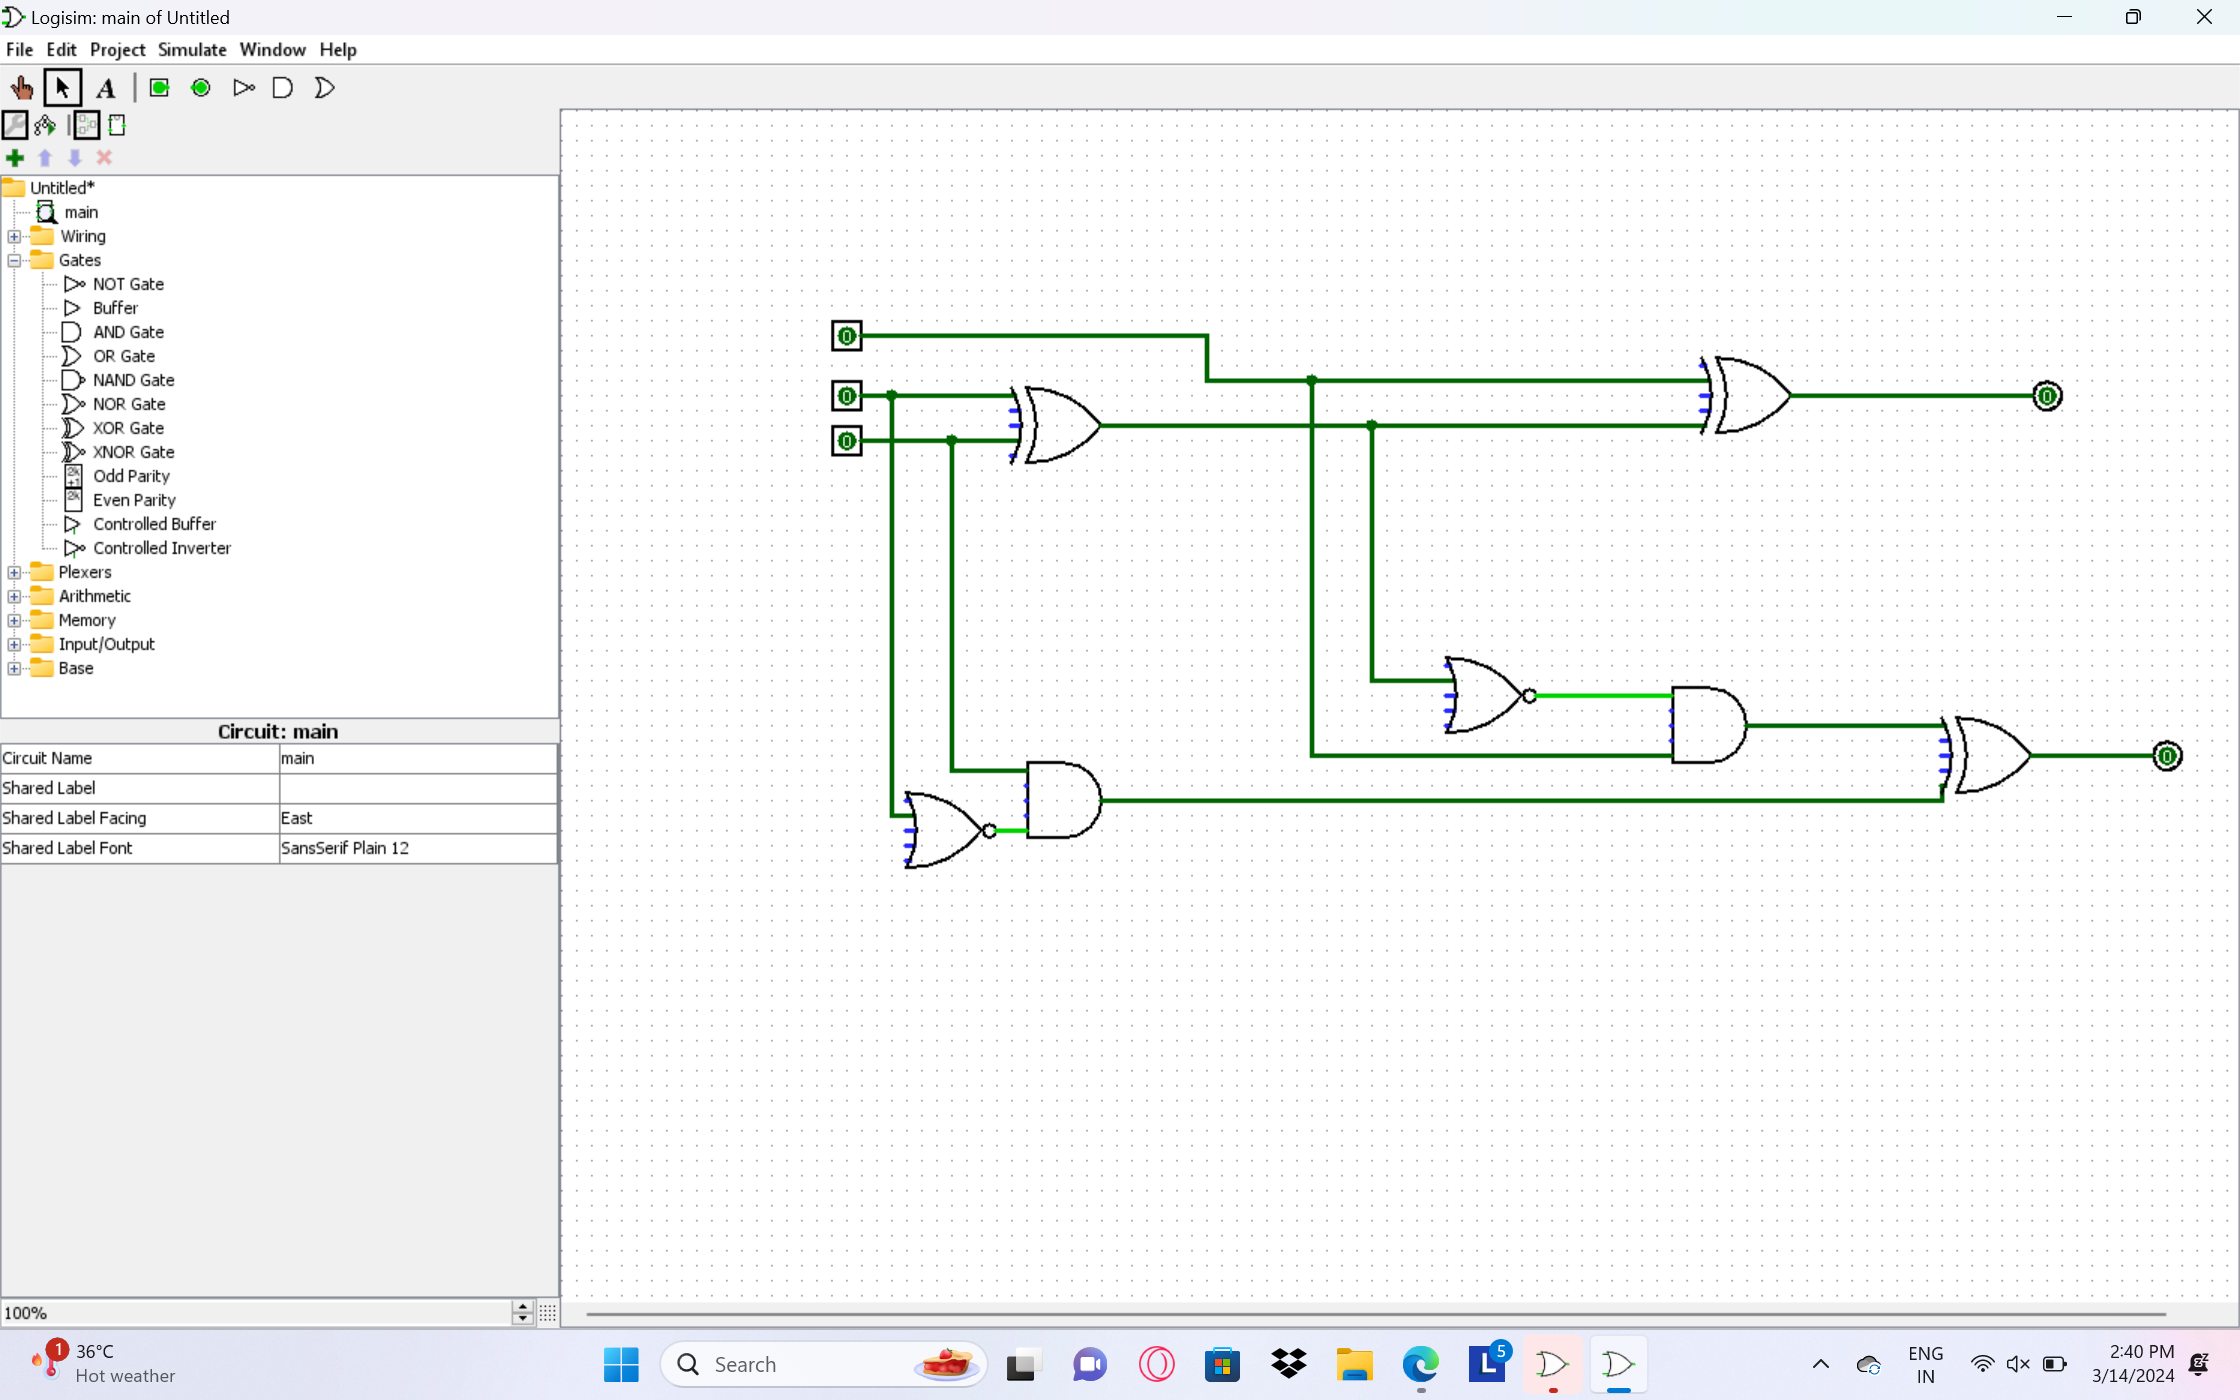 Logisim: main of Untitled
File Edit Project Simulate Window Help
A
Untitled*
main
Wiring
Gates
NOT Gate
Buffer
AND Gate
OR Gate
NAND Gate
NOR Gate
XOR Gate
XNOR Gate
2k+1 Odd Parity
2k Even Parity
Controlled Buffer
Controlled Inverter
Plexers
Arithmetic
Memory
Input/Output
Base
Circuit: main
Circuit Name main
Shared Label
Shared Label Facing East
Shared Label Font SansSerif Plain 12
100%
0
0
0
0
0
1 36°C
Hot weather
Search
L 5
ENG
IN
2:40 PM
3/14/2024